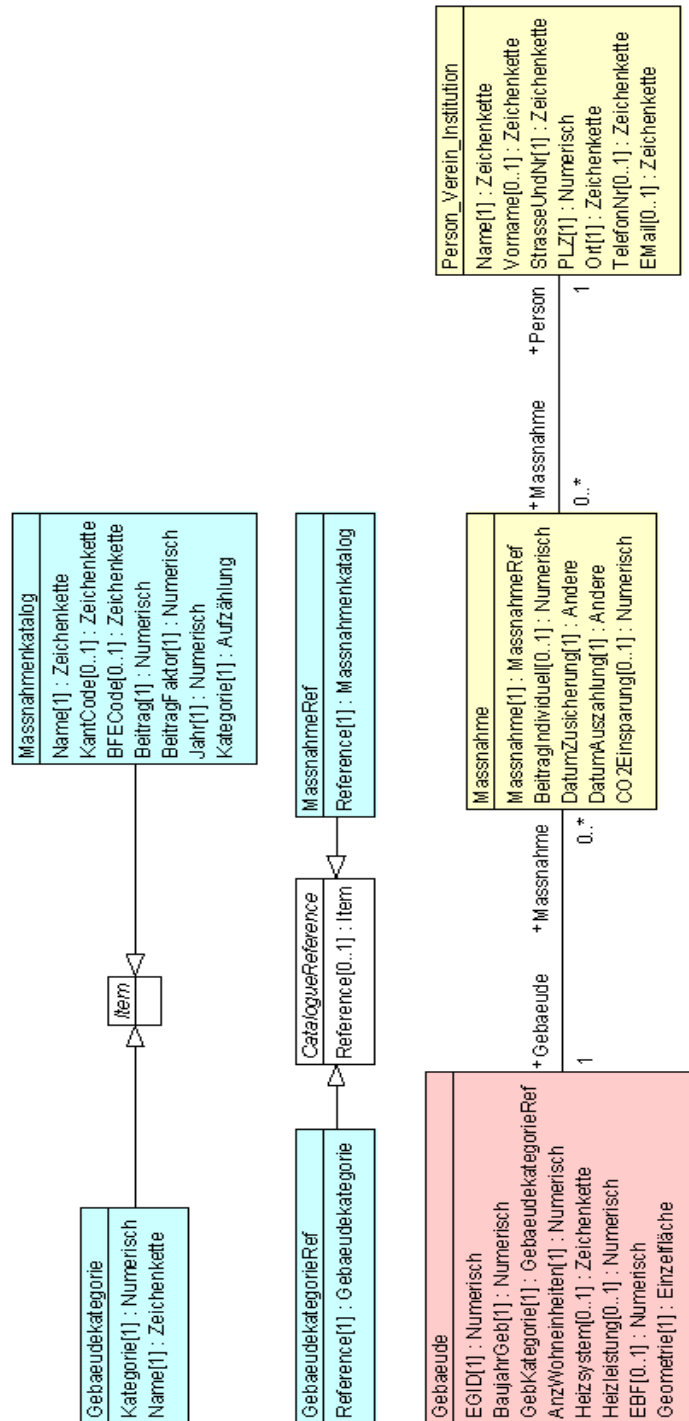 Gebaeudekategorie
Kategorie[1] : Numerisch
Name[1] : Zeichenkette
Item
Massnahmenkatalog
Name[1] : Zeichenkette
KantCode[0..1] : Zeichenkette
BFECode[0..1] : Zeichenkette
Beitrag[1] : Numerisch
BeitragFaktor[1] : Numerisch
Jahr[1] : Numerisch
Kategorie[1] : Aufzählung
GebaeudekategorieRef
Reference[1] : Gebaeudekategorie
CatalogueReference
Reference[0..1] : Item
MassnahmeRef
Reference[1] : Massnahmenkatalog
Gebaeude
EGID[1] : Numerisch
BaujahrGeb[1] : Numerisch
GebKategorie[1] : GebaeudekategorieRef
AnzWohneinheiten[1] : Numerisch
Heizsystem[0..1] : Zeichenkette
Heizleistung[0..1] : Numerisch
EBF[0..1] : Numerisch
Geometrie[1] : Einzelfläche
+Gebaeude
1
+Massnahme
0..*
Massnahme
Massnahme[1] : MassnahmeRef
BeitragIndividuell[0..1] : Numerisch
DatumZusicherung[1] : Andere
DatumAuszahlung[1] : Andere
CO2Einsparung[0..1] : Numerisch
+Massnahme
0..*
+Person
1
Person_Verein_Institution
Name[1] : Zeichenkette
Vorname[0..1] : Zeichenkette
StrasseUndNr[1] : Zeichenkette
PLZ[1] : Numerisch
Ort[1] : Zeichenkette
TelefonNr[0..1] : Zeichenkette
EMail[0..1] : Zeichenkette